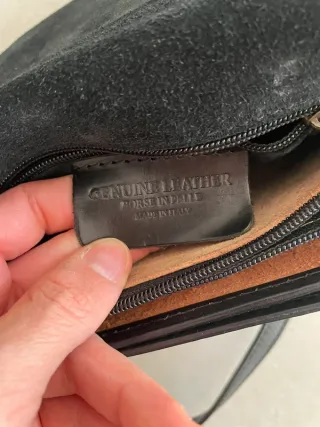 GENUINE LEATHER
BORSE IN PELLE
MADE IN ITALY